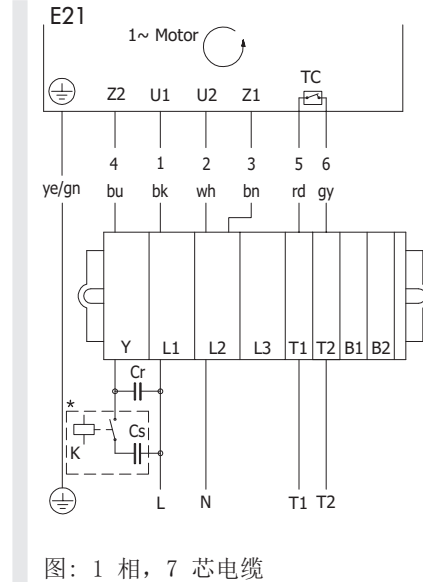 E21
1~ Motor
TC
Z2 U1 U2 Z1
4 1 2 3 5 6
ye/gn bu bk wh bn rd gy
Y L1 L2 L3 T1 T2 B1 B2
Cr
*
Cs
K
L N T1 T2
图: 1 相, 7 芯电缆